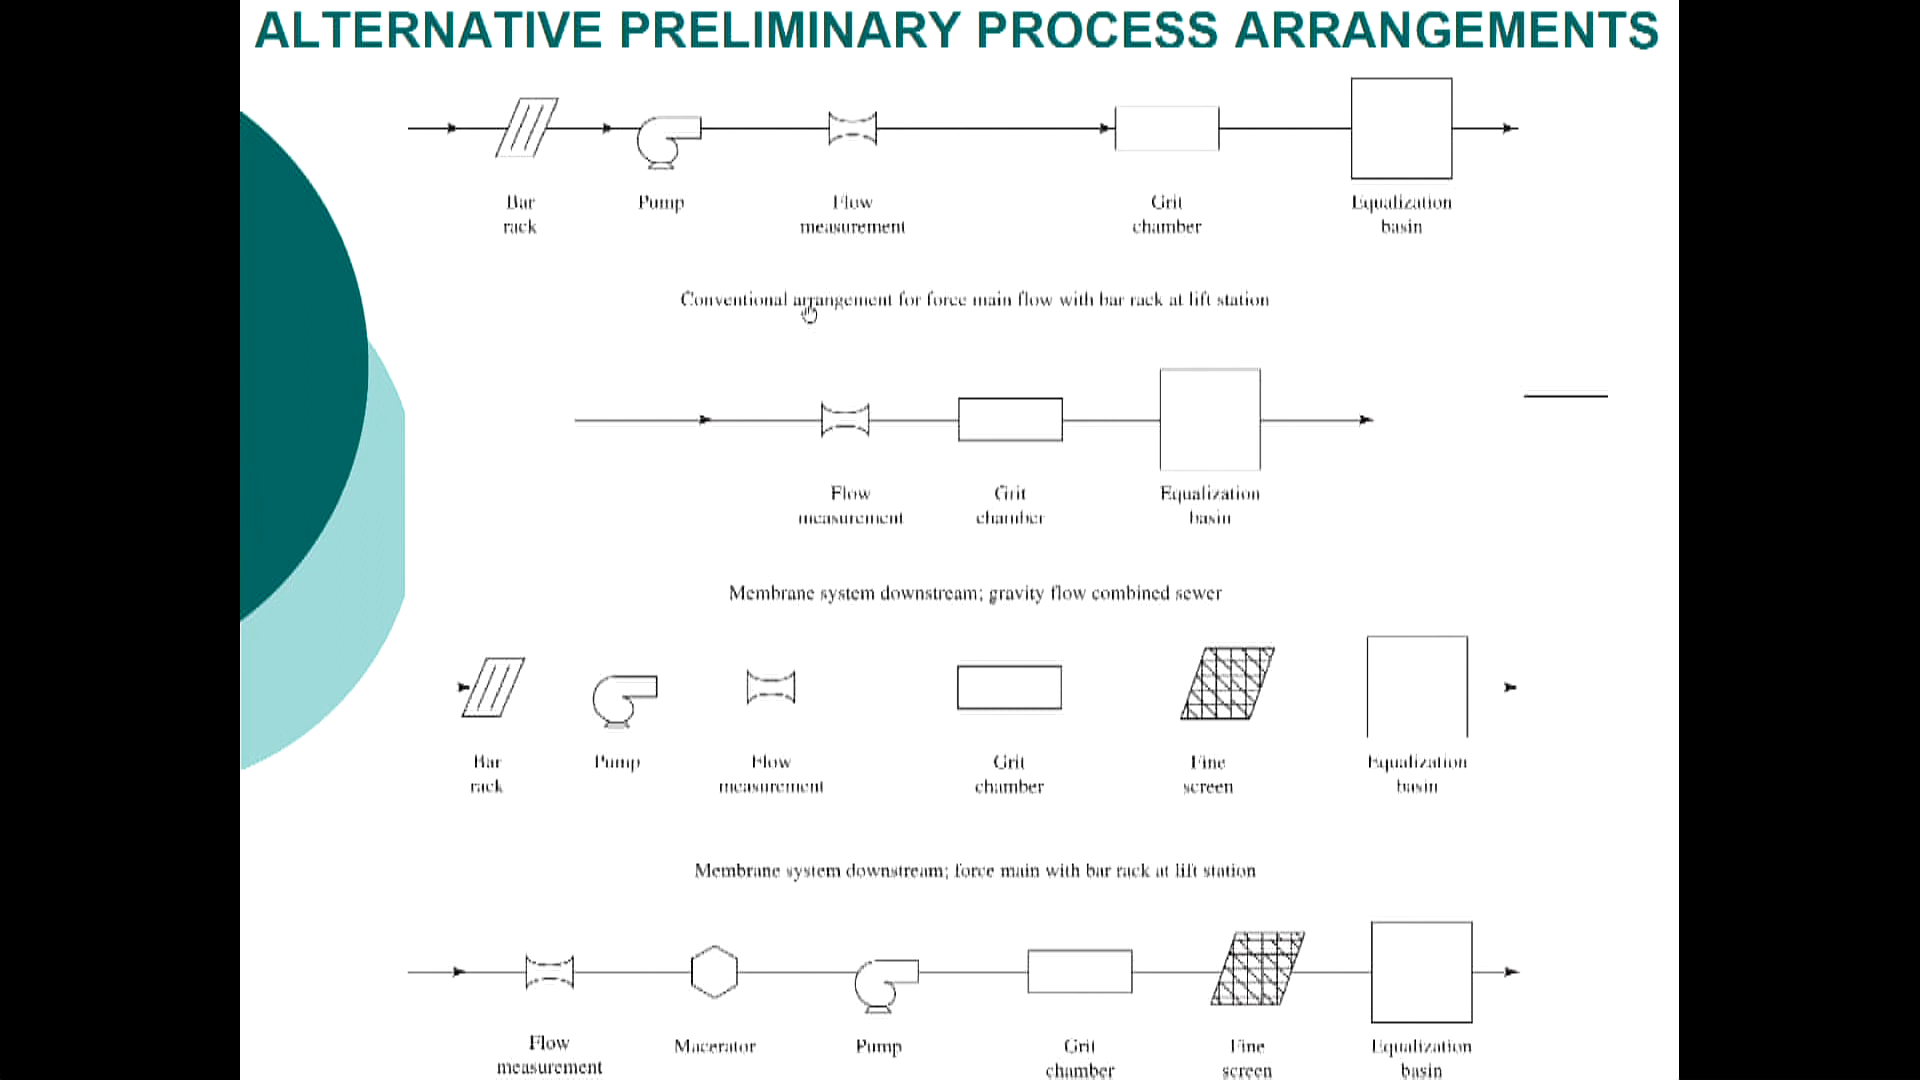 ALTERNATIVE PRELIMINARY PROCESS ARRANGEMENTS
Bar rack
Pump
Flow measurement
Grit chamber
Equalization basin
Conventional arrangement for force main flow with bar rack at lift station
Flow measurement
Grit chamber
Equalization basin
Membrane system downstream; gravity flow combined sewer
Bar rack
Pump
Flow measurement
Grit chamber
Fine screen
Equalization basin
Membrane system downstream; force main with bar rack at lift station
Flow measurement
Macerator
Pump
Grit chamber
Fine screen
Equalization basin